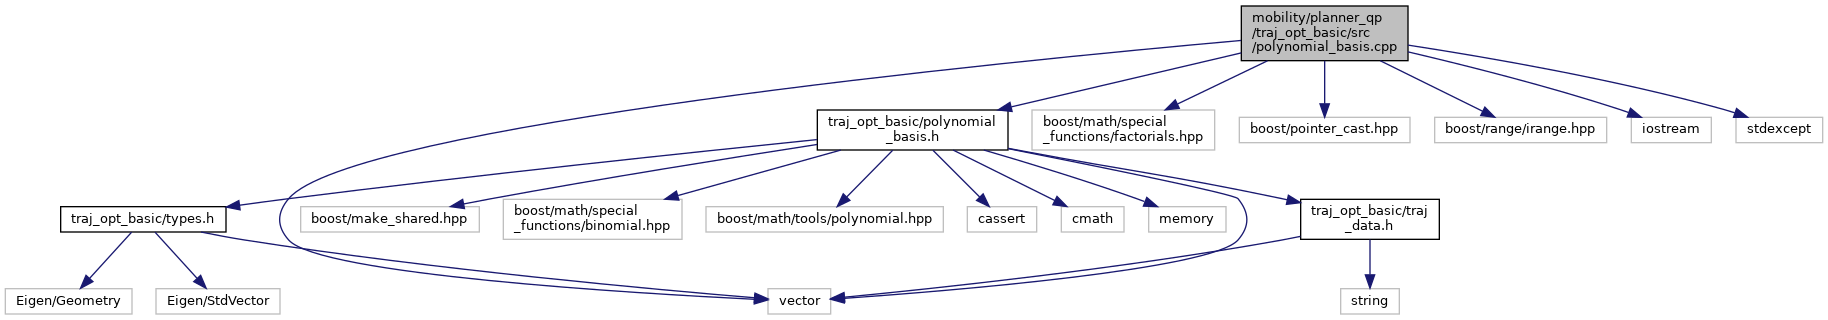 mobility/planner_qp
/traj_opt_basic/src
/polynomial_basis.cpp
traj_opt_basic/polynomial
_basis.h
boost/math/special
_functions/factorials.hpp
boost/pointer_cast.hpp
boost/range/irange.hpp
iostream
stdexcept
traj_opt_basic/types.h
boost/make_shared.hpp
boost/math/special
_functions/binomial.hpp
boost/math/tools/polynomial.hpp
cassert
cmath
memory
traj_opt_basic/traj
_data.h
Eigen/Geometry
Eigen/StdVector
vector
string